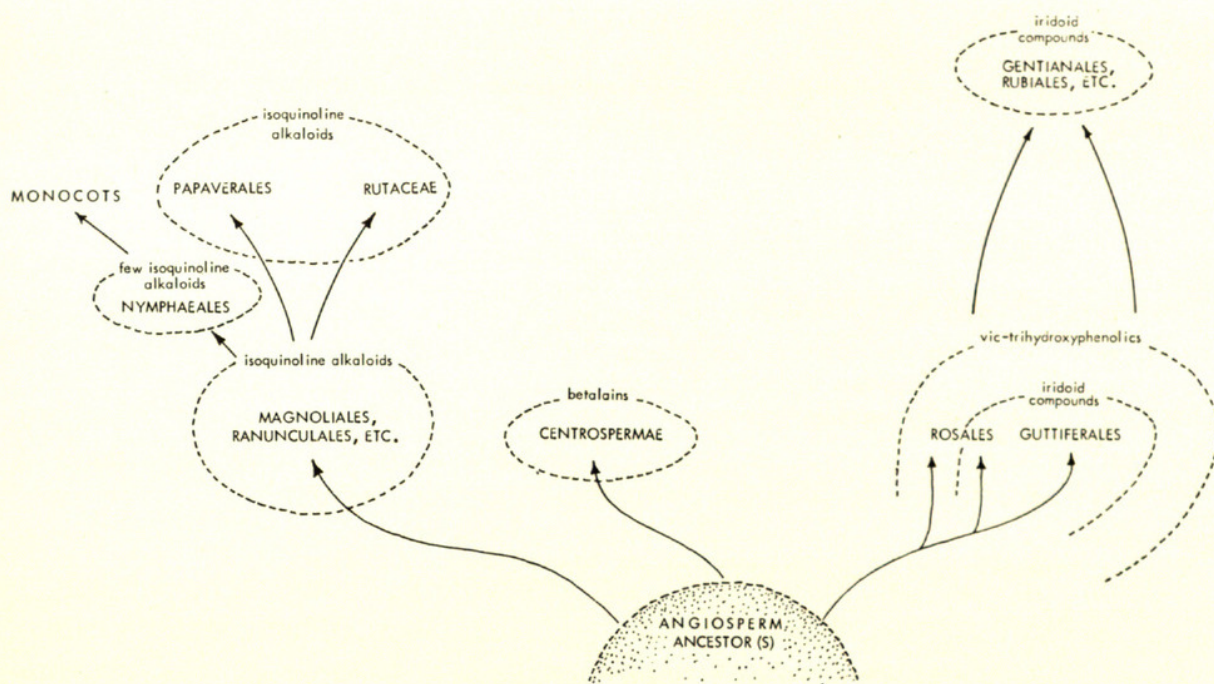 iridoid
compounds
GENTIANALES,
RUBIALES, ETC.
isoquinoline
alkaloids
MONOCOTS
PAPAVERALES
RUTACEAE
few isoquinoline
alkaloids
NYMPHAEALES
isoquinoline alkaloids
MAGNOLIALES,
RANUNCULALES, ETC.
betalains
CENTROSPERMAE
vic-trihydroxyphenolics
iridoid
compounds
ROSALES
GUTTIFERALES
ANGIOSPERM
ANCESTOR (S)